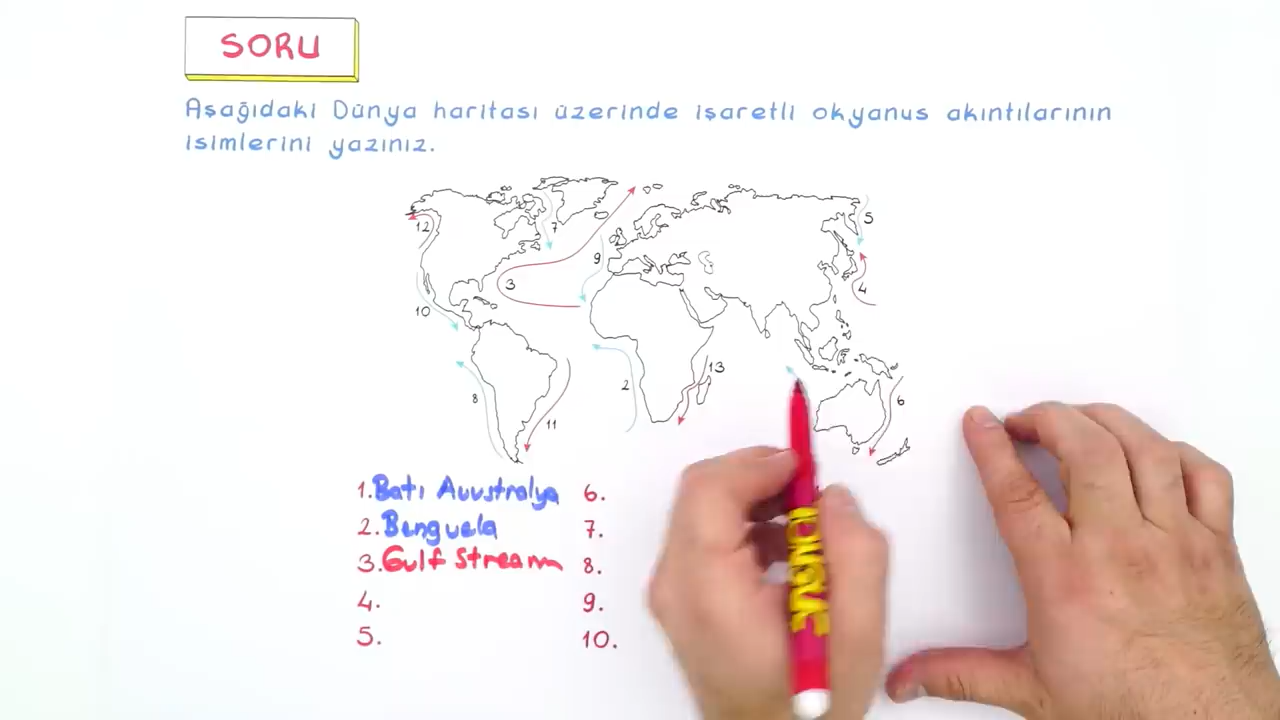 SORU
Aşağıdaki Dünya haritası üzerinde işaretli okyanus akıntılarının
isimlerini yazınız.
12
7
5
9
3
4
10
13
2
8
6
11
1. Batı Avustralya 6.
2. Benguela 7.
3. Gulf Stream 8.
4. 9.
5. 10.